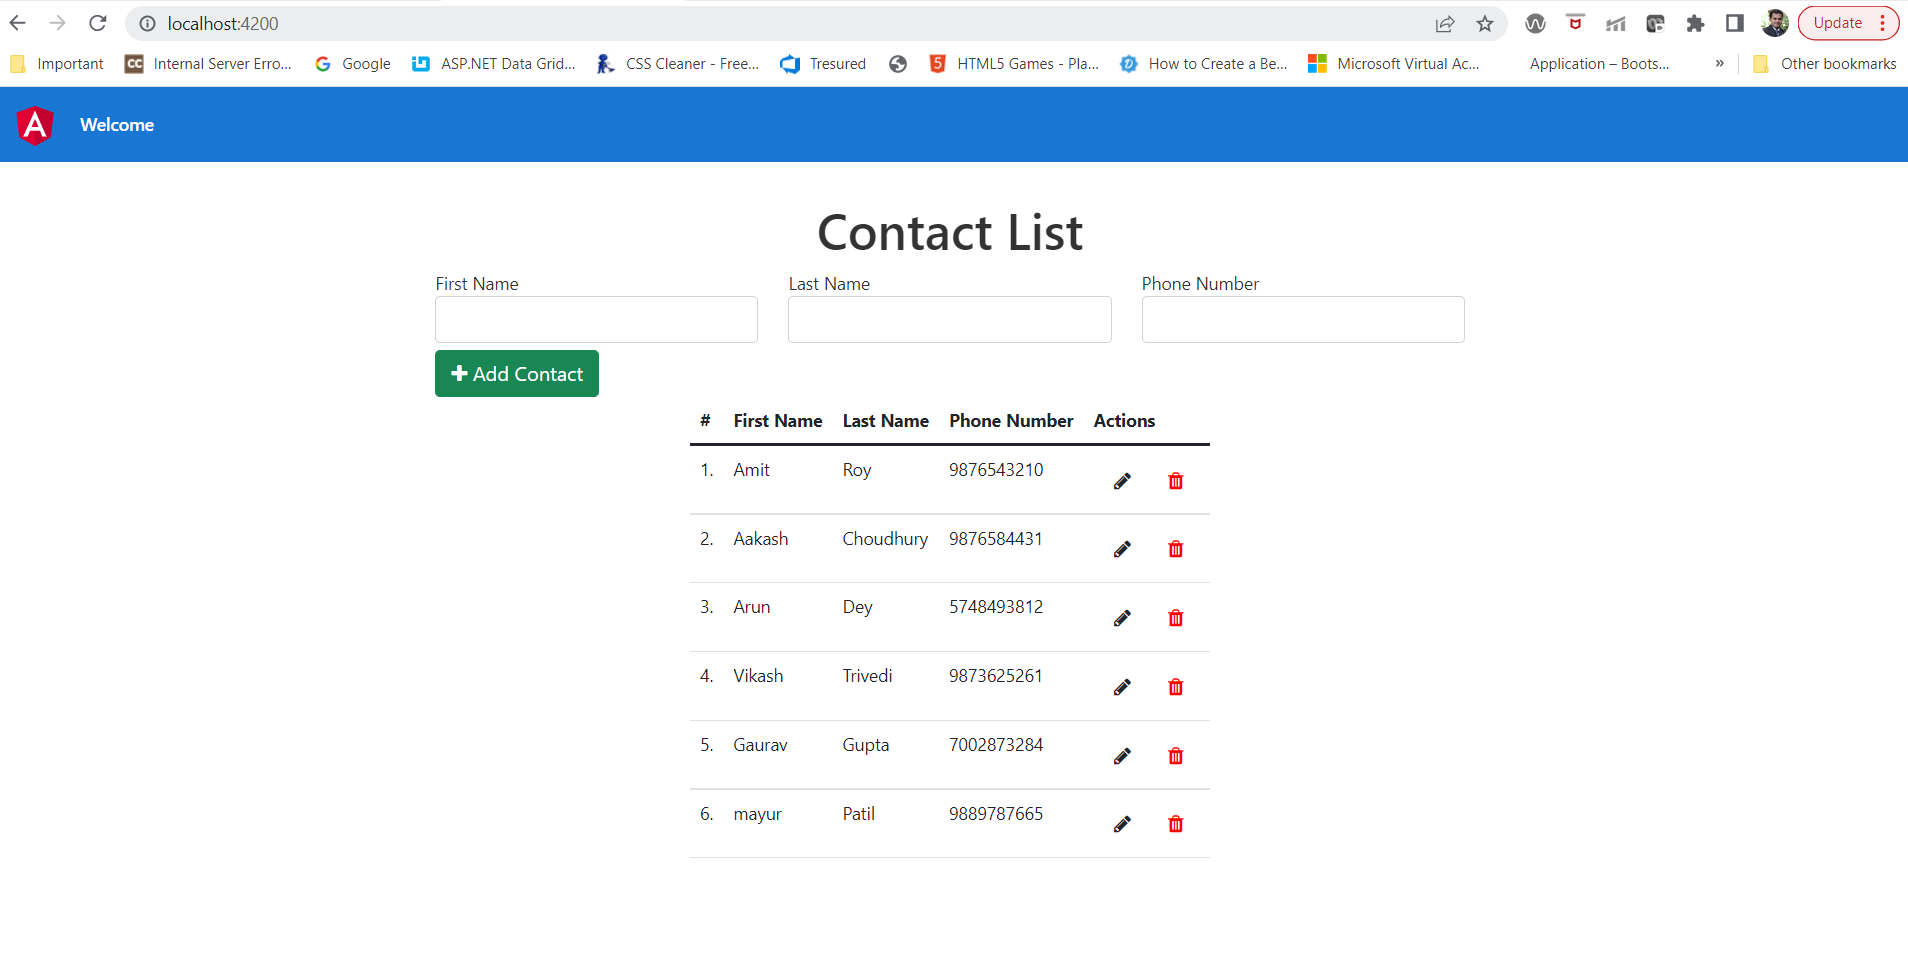 localhost:4200
Update
Important
CC Internal Server Erro...
Google
ASP.NET Data Grid...
CSS Cleaner - Free...
Tresured
HTML5 Games - Pla...
How to Create a Be...
Microsoft Virtual Ac...
Application – Boots...
»
Other bookmarks
A Welcome
Contact List
First Name Last Name Phone Number
Add Contact
# First Name Last Name Phone Number Actions
1. Amit Roy 9876543210
2. Aakash Choudhury 9876584431
3. Arun Dey 5748493812
4. Vikash Trivedi 9873625261
5. Gaurav Gupta 7002873284
6. mayur Patil 9889787665